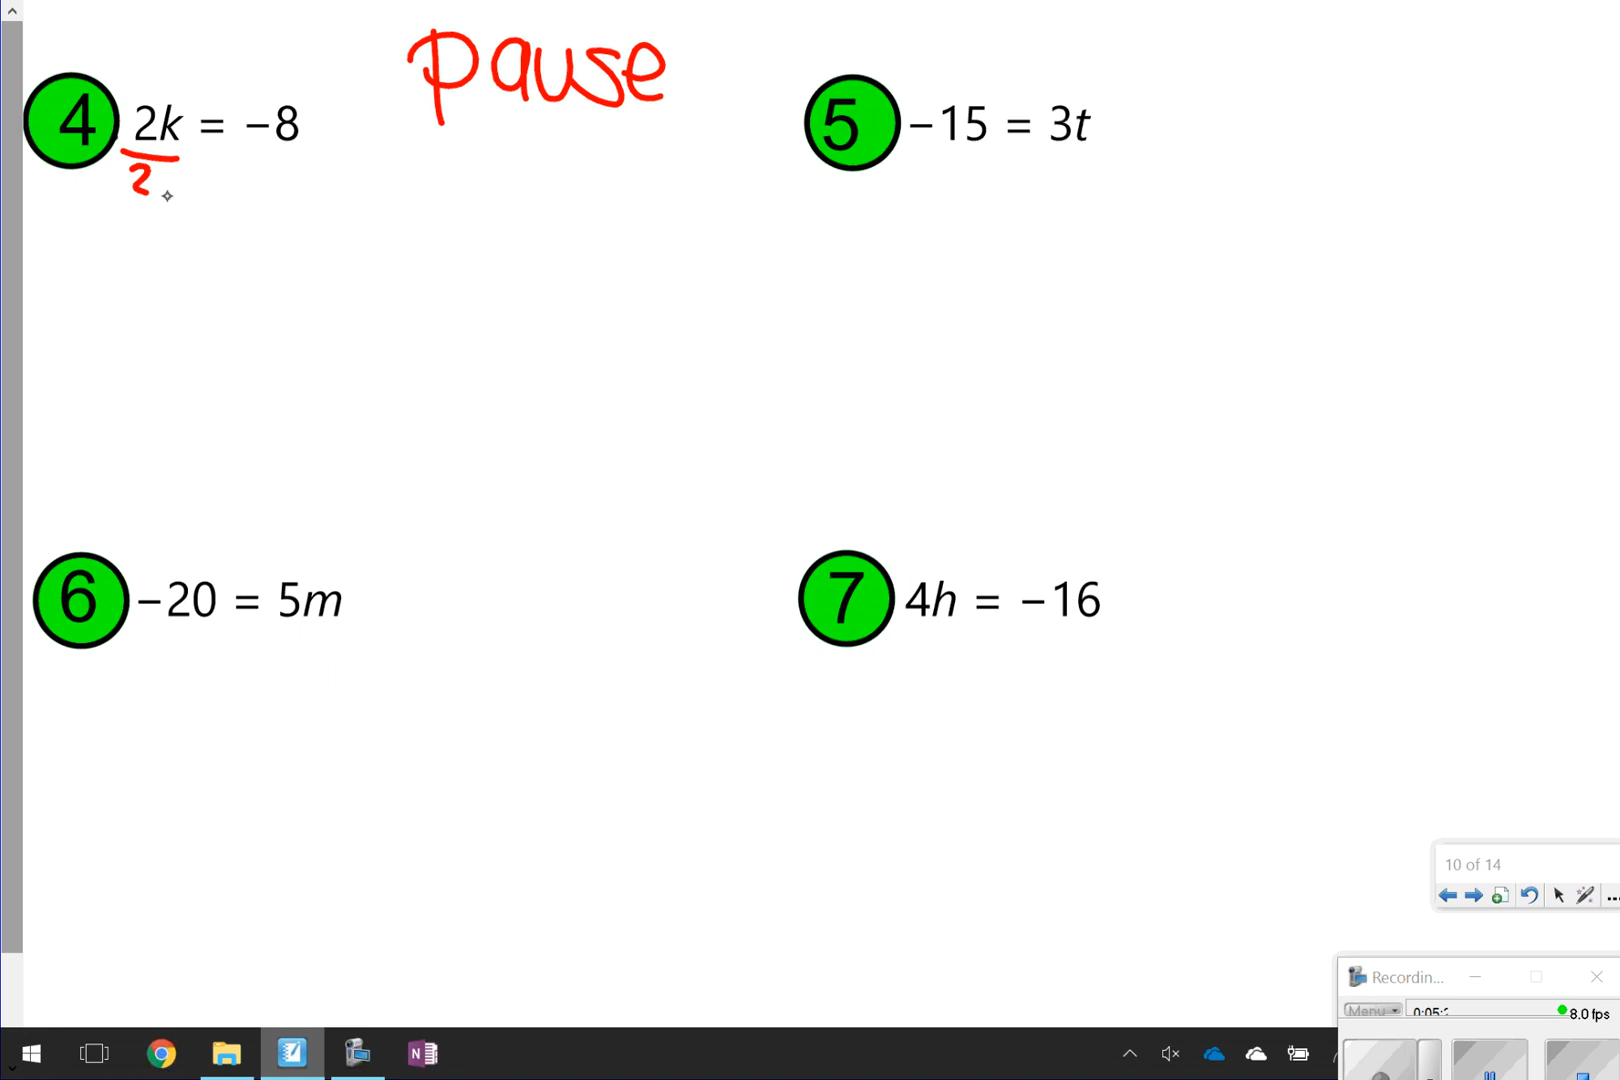 pause
4 2k = −8
2
5 −15 = 3t
6 −20 = 5m
7 4h = −16
10 of 14
Recordin...
Menu
8.0 fps
N